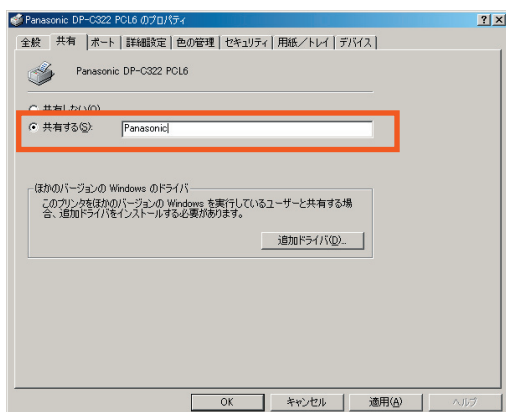 Panasonic DP-C322 PCL6 のプロパティ
全般 共有 ポート 詳細設定 色の管理 セキュリティ 用紙/トレイ デバイス
Panasonic DP-C322 PCL6
共有しない(O)
共有する(S): Panasonic
ほかのバージョンの Windows のドライバ
このプリンタをほかのバージョンの Windows を実行しているユーザーと共有する場
合、追加ドライバをインストールする必要があります。
追加ドライバ(D)...
OK キャンセル 適用(A) ヘルプ